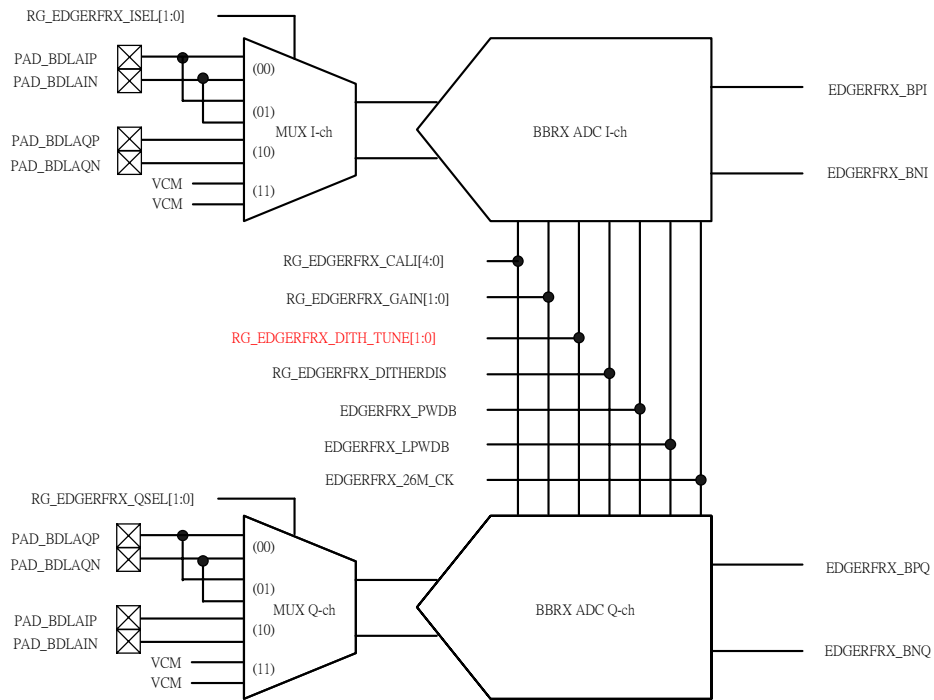 RG_EDGERFRX_ISEL[1:0]
PAD_BDLAIP
PAD_BDLAIN
(00)
(01)
MUX I-ch
PAD_BDLAQP
(10)
PAD_BDLAQN
VCM
(11)
VCM
BBRX ADC I-ch
EDGERFRX_BPI
EDGERFRX_BNI
RG_EDGERFRX_CALI[4:0]
RG_EDGERFRX_GAIN[1:0]
RG_EDGERFRX_DITH_TUNE[1:0]
RG_EDGERFRX_DITHERDIS
EDGERFRX_PWDB
EDGERFRX_LPWDB
EDGERFRX_26M_CK
RG_EDGERFRX_QSEL[1:0]
PAD_BDLAQP
PAD_BDLAQN
(00)
(01)
MUX Q-ch
PAD_BDLAIP
(10)
PAD_BDLAIN
VCM
(11)
VCM
BBRX ADC Q-ch
EDGERFRX_BPQ
EDGERFRX_BNQ